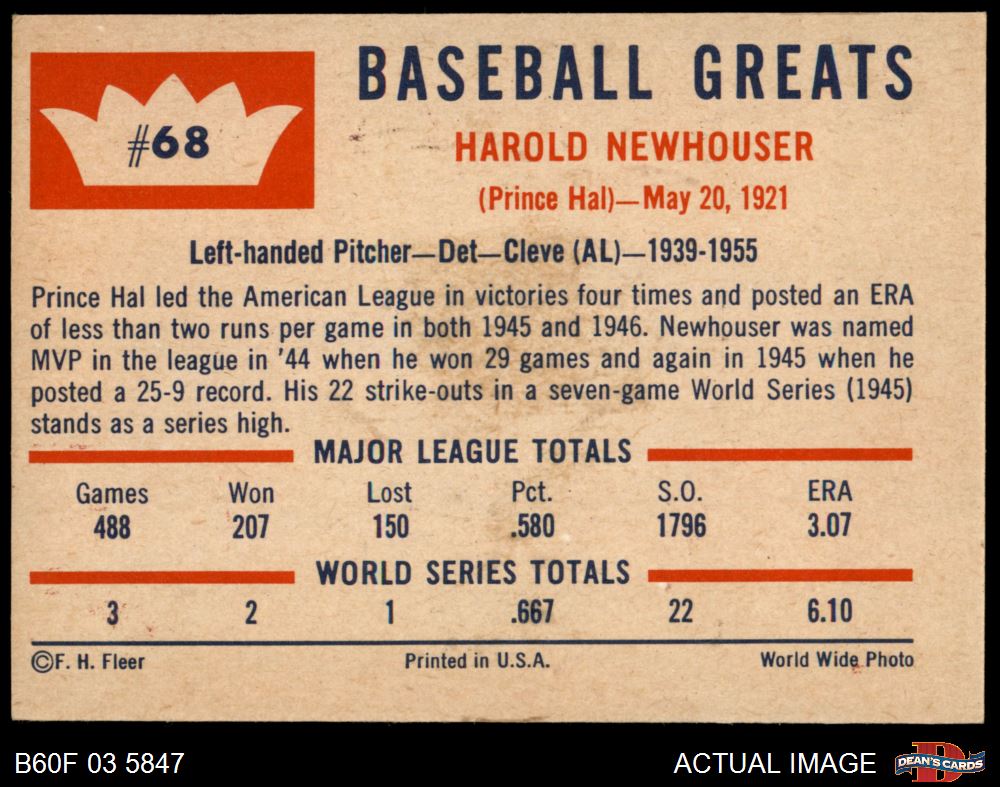 #68
BASEBALL GREATS
HAROLD NEWHOUSER
(Prince Hal)—May 20, 1921
Left-handed Pitcher—Det—Cleve (AL)—1939-1955
Prince Hal led the American League in victories four times and posted an ERA
of less than two runs per game in both 1945 and 1946. Newhouser was named
MVP in the league in '44 when he won 29 games and again in 1945 when he
posted a 25-9 record. His 22 strike-outs in a seven-game World Series (1945)
stands as a series high.
MAJOR LEAGUE TOTALS
Games Won Lost Pct. S.O. ERA
488 207 150 .580 1796 3.07
WORLD SERIES TOTALS
3 2 1 .667 22 6.10
©F. H. Fleer Printed in U.S.A. World Wide Photo
B60F 03 5847 ACTUAL IMAGE D DEAN'S CARDS